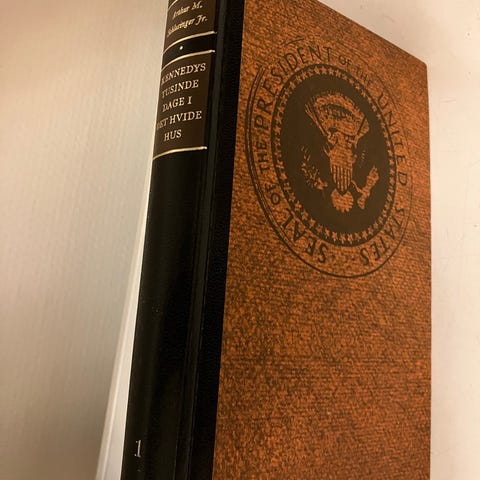 Arthur M.
Schlesinger Jr.
KENNEDYS
TUSINDE
DAGE I
DET HVIDE
HUS
1
SEAL OF THE PRESIDENT OF THE UNITED STATES